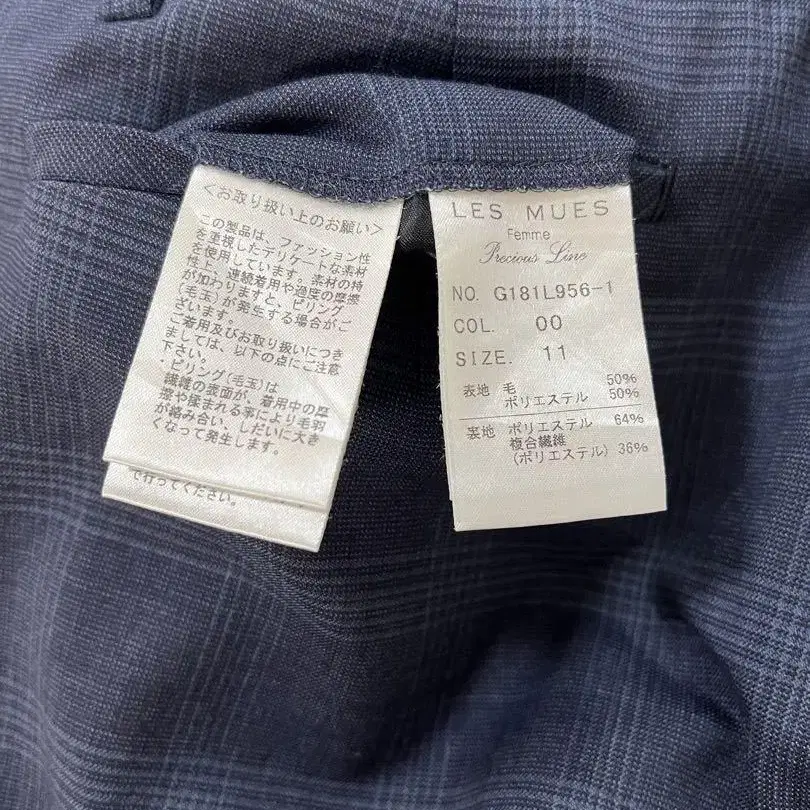 <お取り扱い上のお願い>
この製品は、ファッション性
を重視したデリケートな素材
を使用しています。素材の特
性上、連続着用や過度の摩擦
が加わりますと、ピリング
(毛玉)が発生する場合がご
ざいます。
ご着用及びお取り扱いにつき
ましては、以下の点にご注意
下さい。
・ピリング(毛玉)は
繊維の表面が、着用中の摩
擦や揉まれる事により毛羽
が絡み合い、しだいに大き
くなって発生します。
で行ってください。
LES MUES
Femme
Precious Line
NO. G181L956-1
COL. 00
SIZE. 11
表地 毛 50%
ポリエステル 50%
裏地 ポリエステル 64%
複合繊維
(ポリエステル) 36%